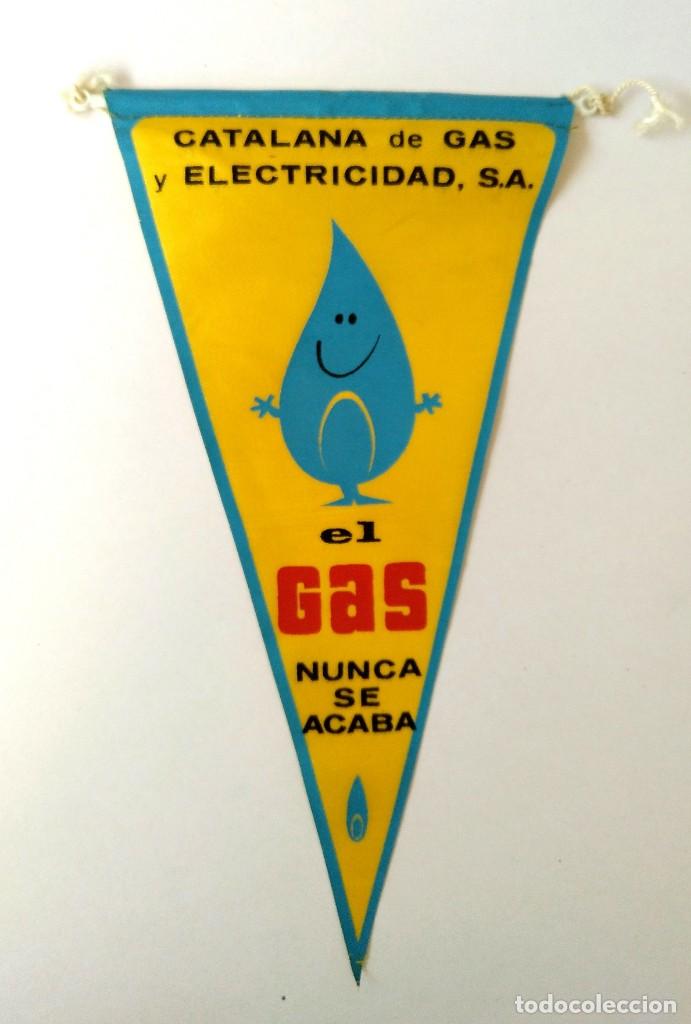 CATALANA de GAS
y ELECTRICIDAD, S.A.
el
Gas
NUNCA
SE
ACABA
todocoleccion